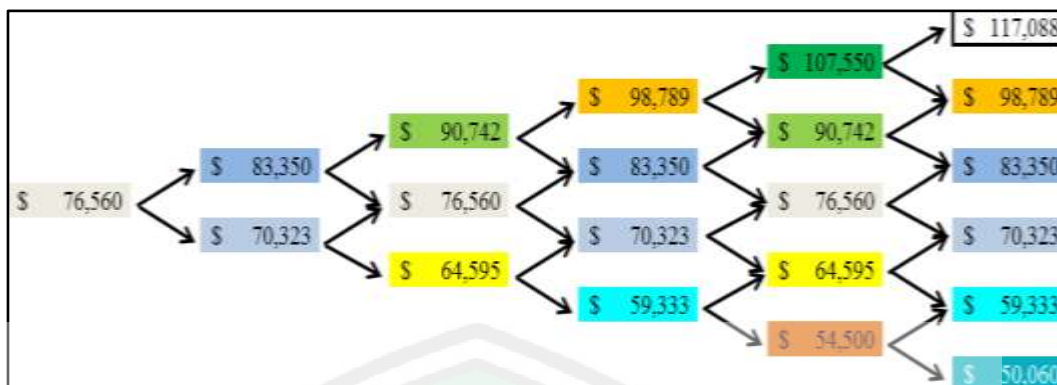 $ 117,088
$ 107,550
$ 98,789 $ 98,789
$ 90,742 $ 90,742
$ 83,350 $ 83,350 $ 83,350
$ 76,560 $ 76,560 $ 76,560
$ 70,323 $ 70,323 $ 70,323
$ 64,595 $ 64,595
$ 59,333 $ 59,333
$ 54,500
$ 50,060